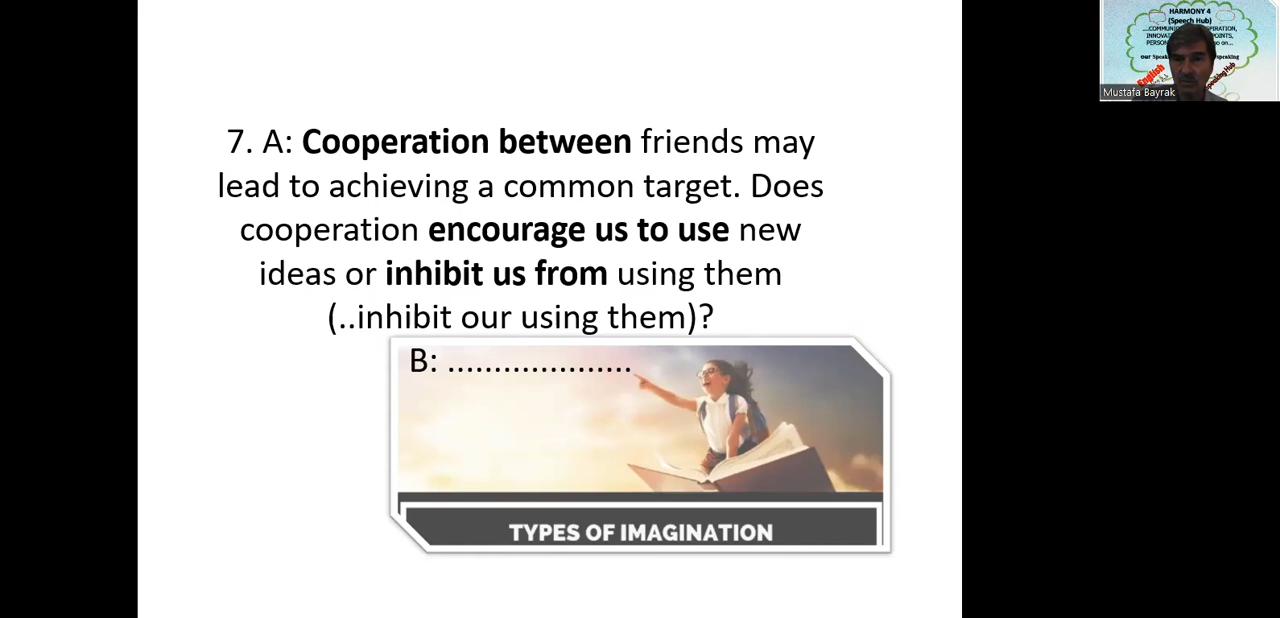 7. A: Cooperation between friends may
lead to achieving a common target. Does
cooperation encourage us to use new
ideas or inhibit us from using them
(..inhibit our using them)?
B: ....................
TYPES OF IMAGINATION
HARMONY 4
(Speech Hub)
English
Mustafa Bayrak